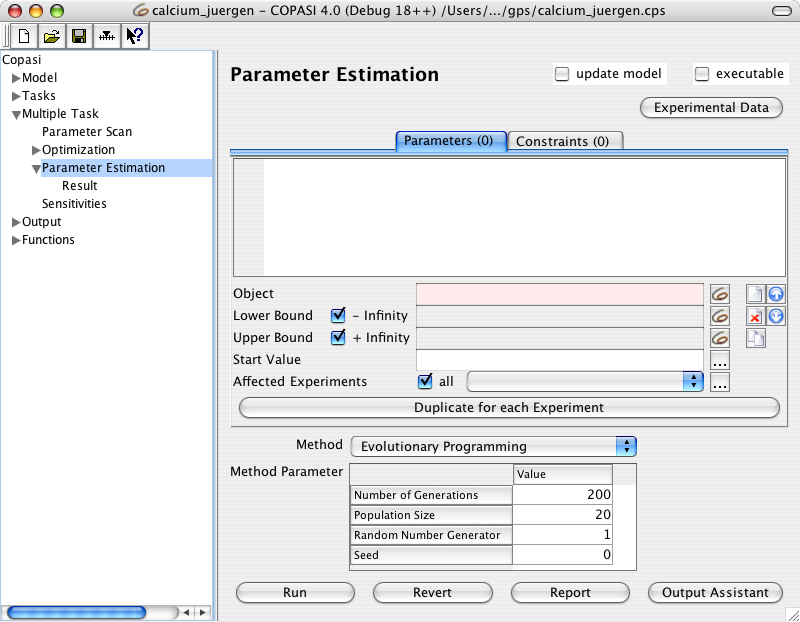 calcium_juergen - COPASI 4.0 (Debug 18++) /Users/.../gps/calcium_juergen.cps
Copasi
Model
Tasks
Multiple Task
Parameter Scan
Optimization
Parameter Estimation
Result
Sensitivities
Output
Functions
Parameter Estimation
update model
executable
Experimental Data
Parameters (0)
Constraints (0)
Object
Lower Bound - Infinity
Upper Bound + Infinity
Start Value
...
Affected Experiments all
...
Duplicate for each Experiment
Method Evolutionary Programming
Method Parameter
Value
Number of Generations 200
Population Size 20
Random Number Generator 1
Seed 0
Run
Revert
Report
Output Assistant